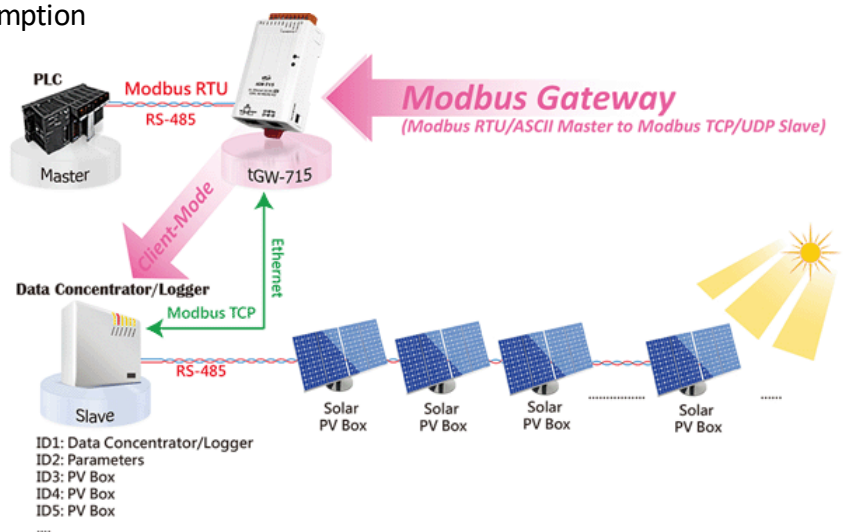 mption
PLC
Modbus RTU
RS-485
Master
tGW-715
Modbus Gateway
(Modbus RTU/ASCII Master to Modbus TCP/UDP Slave)
Client-Mode
Ethernet
Data Concentrator/Logger
Modbus TCP
RS-485
Slave
Solar
PV Box
Solar
PV Box
Solar
PV Box
..............
Solar
PV Box
......
ID1: Data Concentrator/Logger
ID2: Parameters
ID3: PV Box
ID4: PV Box
ID5: PV Box
....